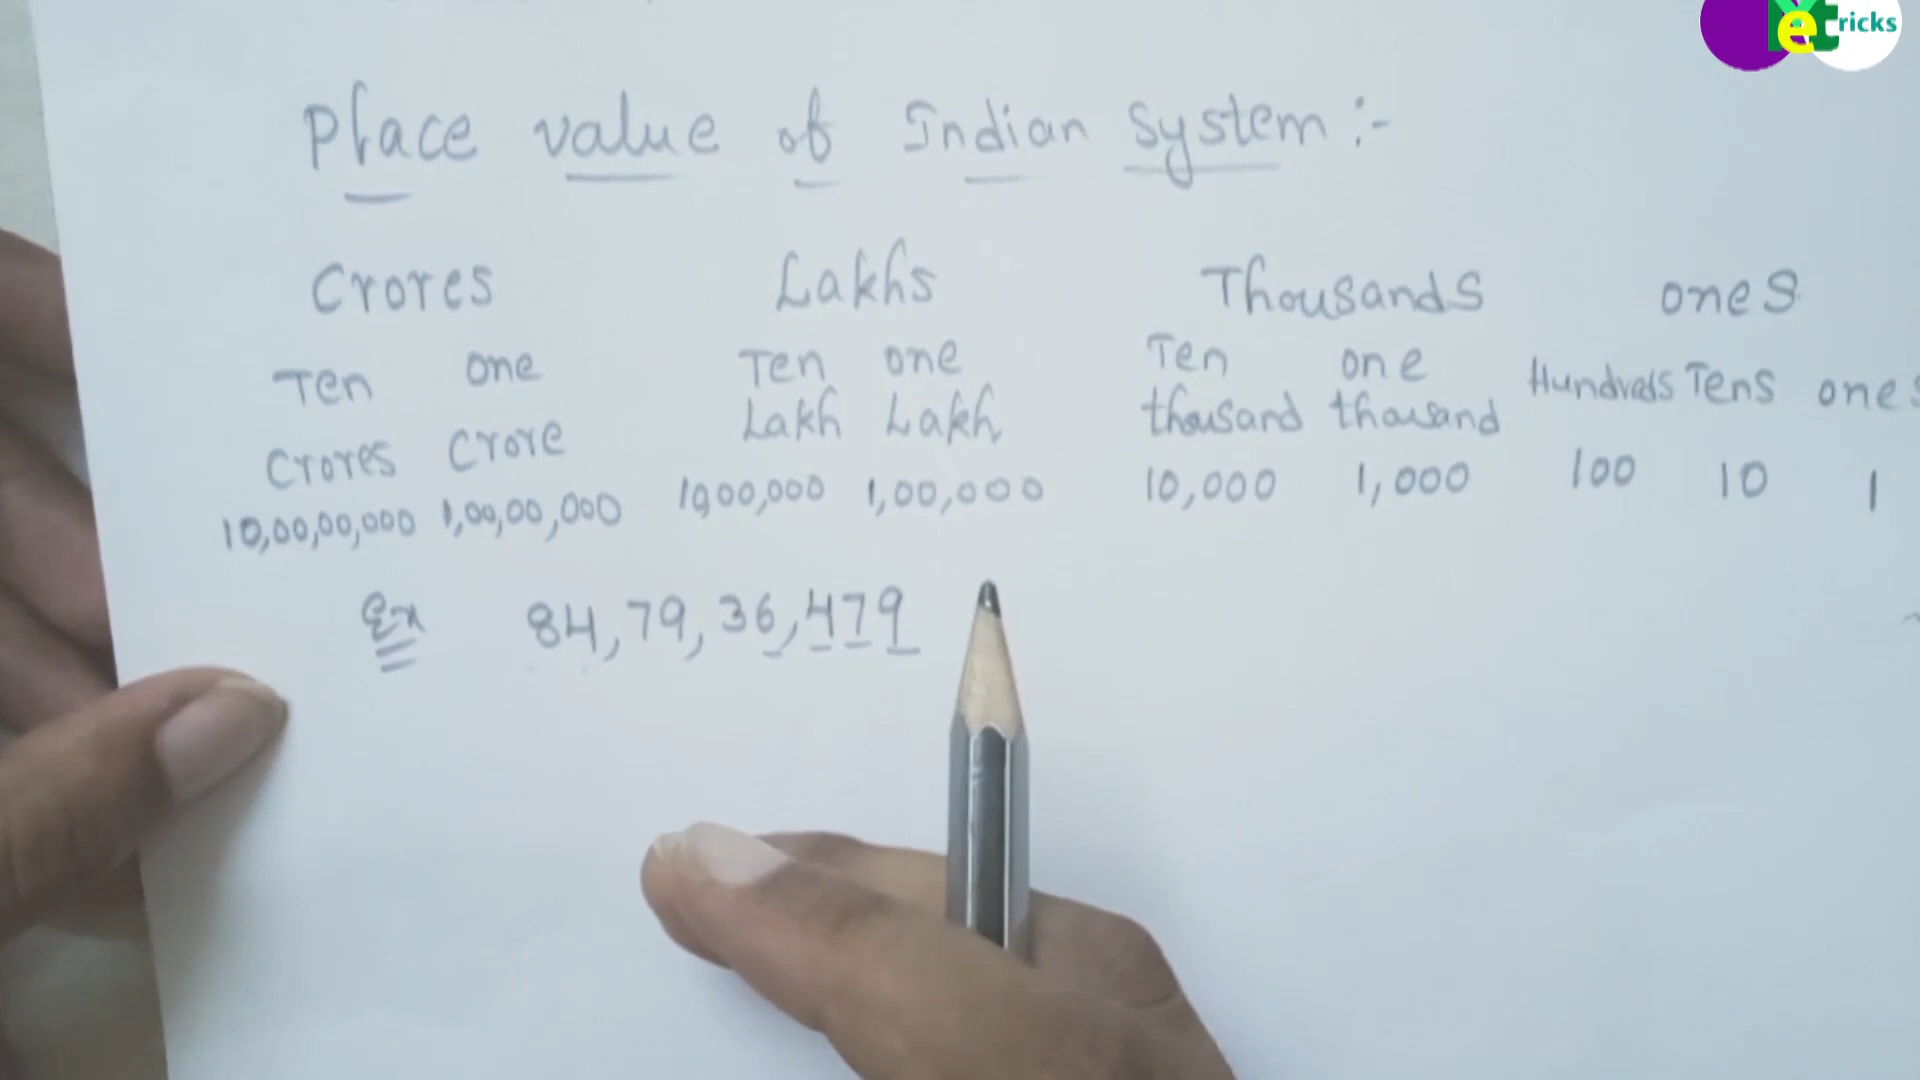 Yetricks
Place value of Indian System :-
Crores Lakhs Thousands ones
Ten one Ten one Ten one Hundreds Tens ones
Crores Crore Lakh Lakh thousand thousand
10,00,00,000 1,00,00,000 10,00,000 1,00,000 10,000 1,000 100 10 1
Ex 84,79,36,479